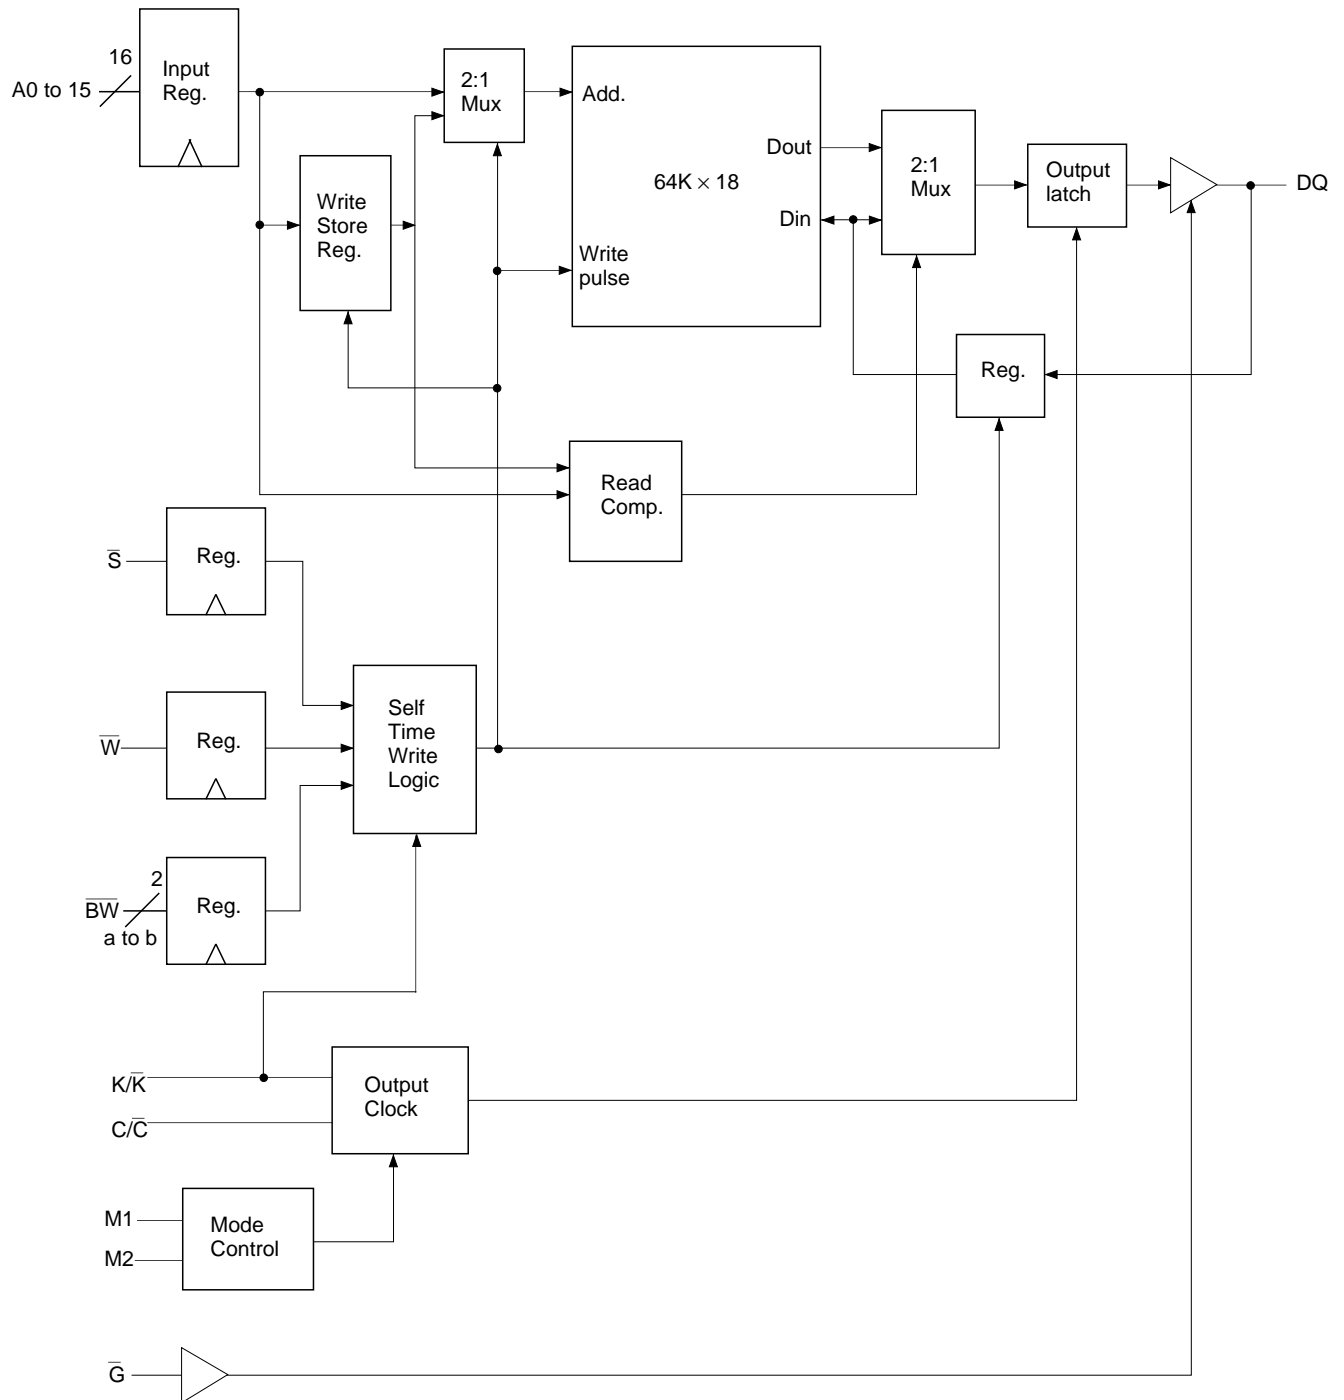 16
A0 to 15
Input
Reg.
2:1
Mux
Add.
Dout
64K × 18
Din
Write
pulse
2:1
Mux
Output
latch
DQ
Write
Store
Reg.
Reg.
Read
Comp.
S̅
Reg.
W̅
Reg.
Self
Time
Write
Logic
2
B̅W̅
a to b
Reg.
K/K̅
C/C̅
Output
Clock
M1
M2
Mode
Control
G̅